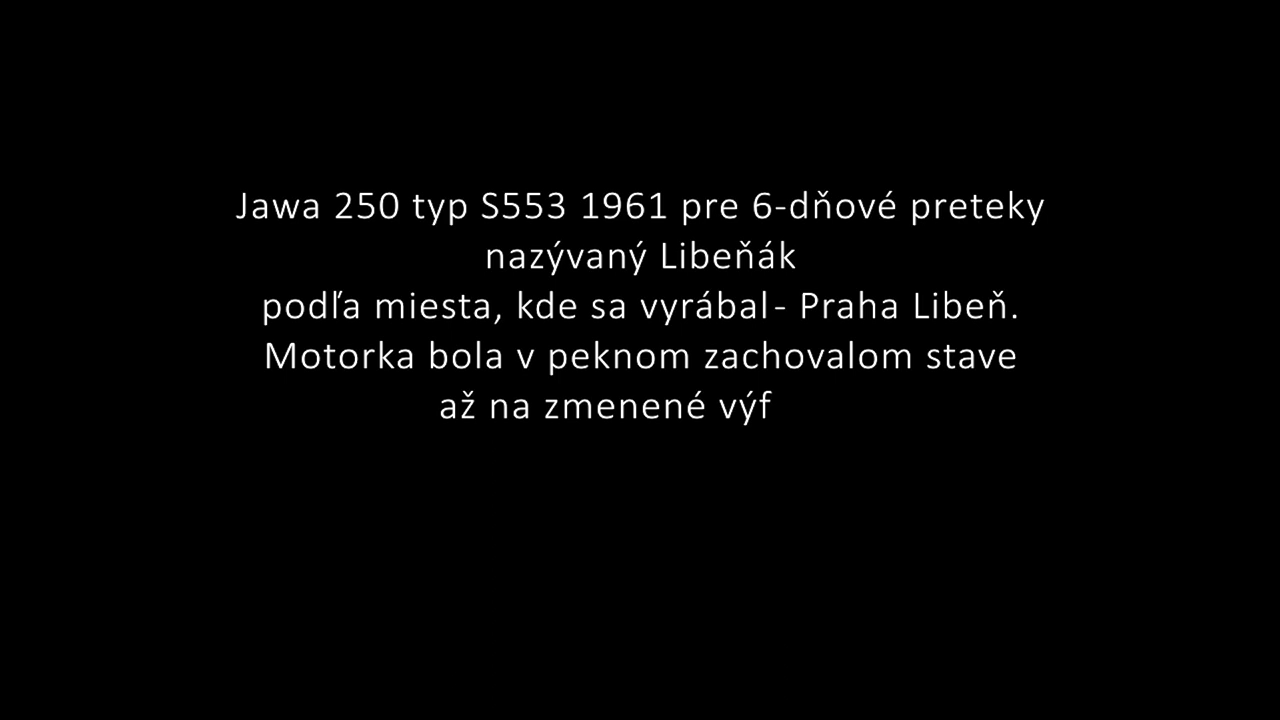 Jawa 250 typ S553 1961 pre 6-dňové preteky
nazývaný Libeňák
podľa miesta, kde sa vyrábal - Praha Libeň.
Motorka bola v peknom zachovalom stave
až na zmenené výf